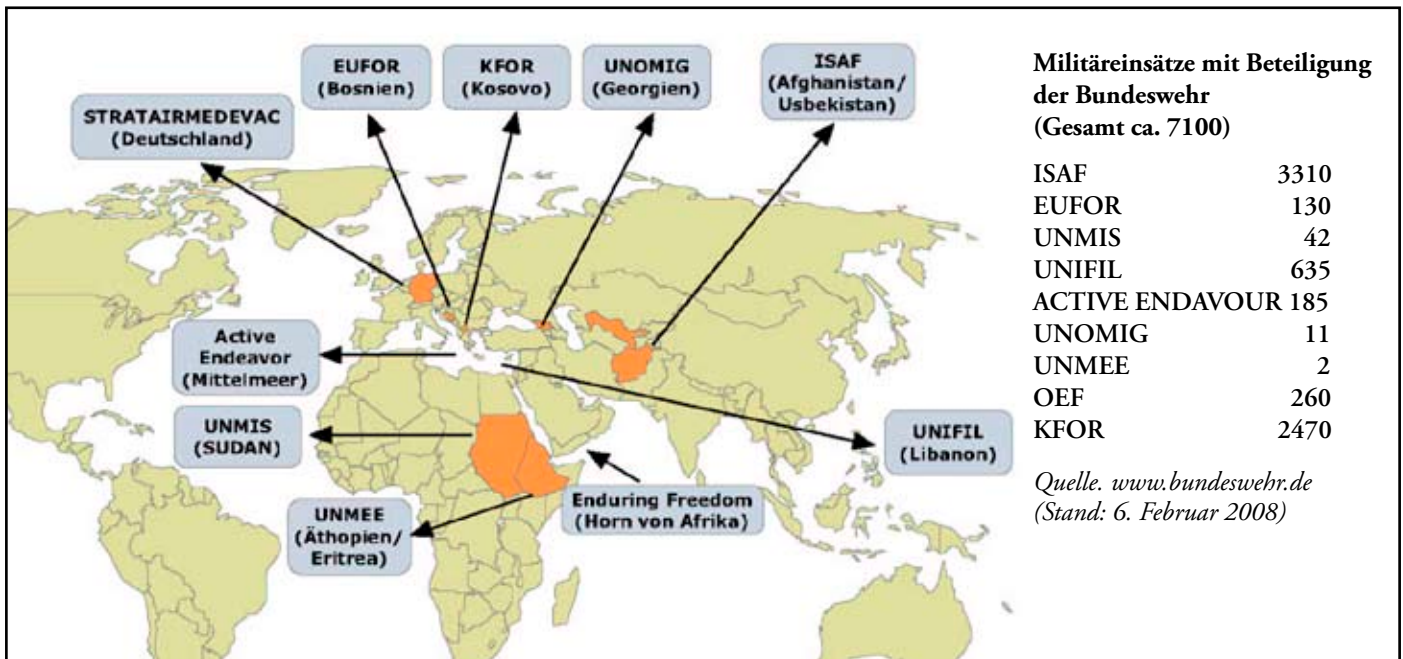 EUFOR
(Bosnien)
KFOR
(Kosovo)
UNOMIG
(Georgien)
ISAF
(Afghanistan/
Usbekistan)
STRATAIRMEDEVAC
(Deutschland)
Active
Endeavor
(Mittelmeer)
UNMIS
(SUDAN)
UNMEE
(Äthopien/
Eritrea)
Enduring Freedom
(Horn von Afrika)
UNIFIL
(Libanon)
Militäreinsätze mit Beteiligung
der Bundeswehr
(Gesamt ca. 7100)
ISAF 3310
EUFOR 130
UNMIS 42
UNIFIL 635
ACTIVE ENDAVOUR 185
UNOMIG 11
UNMEE 2
OEF 260
KFOR 2470
Quelle. www.bundeswehr.de
(Stand: 6. Februar 2008)